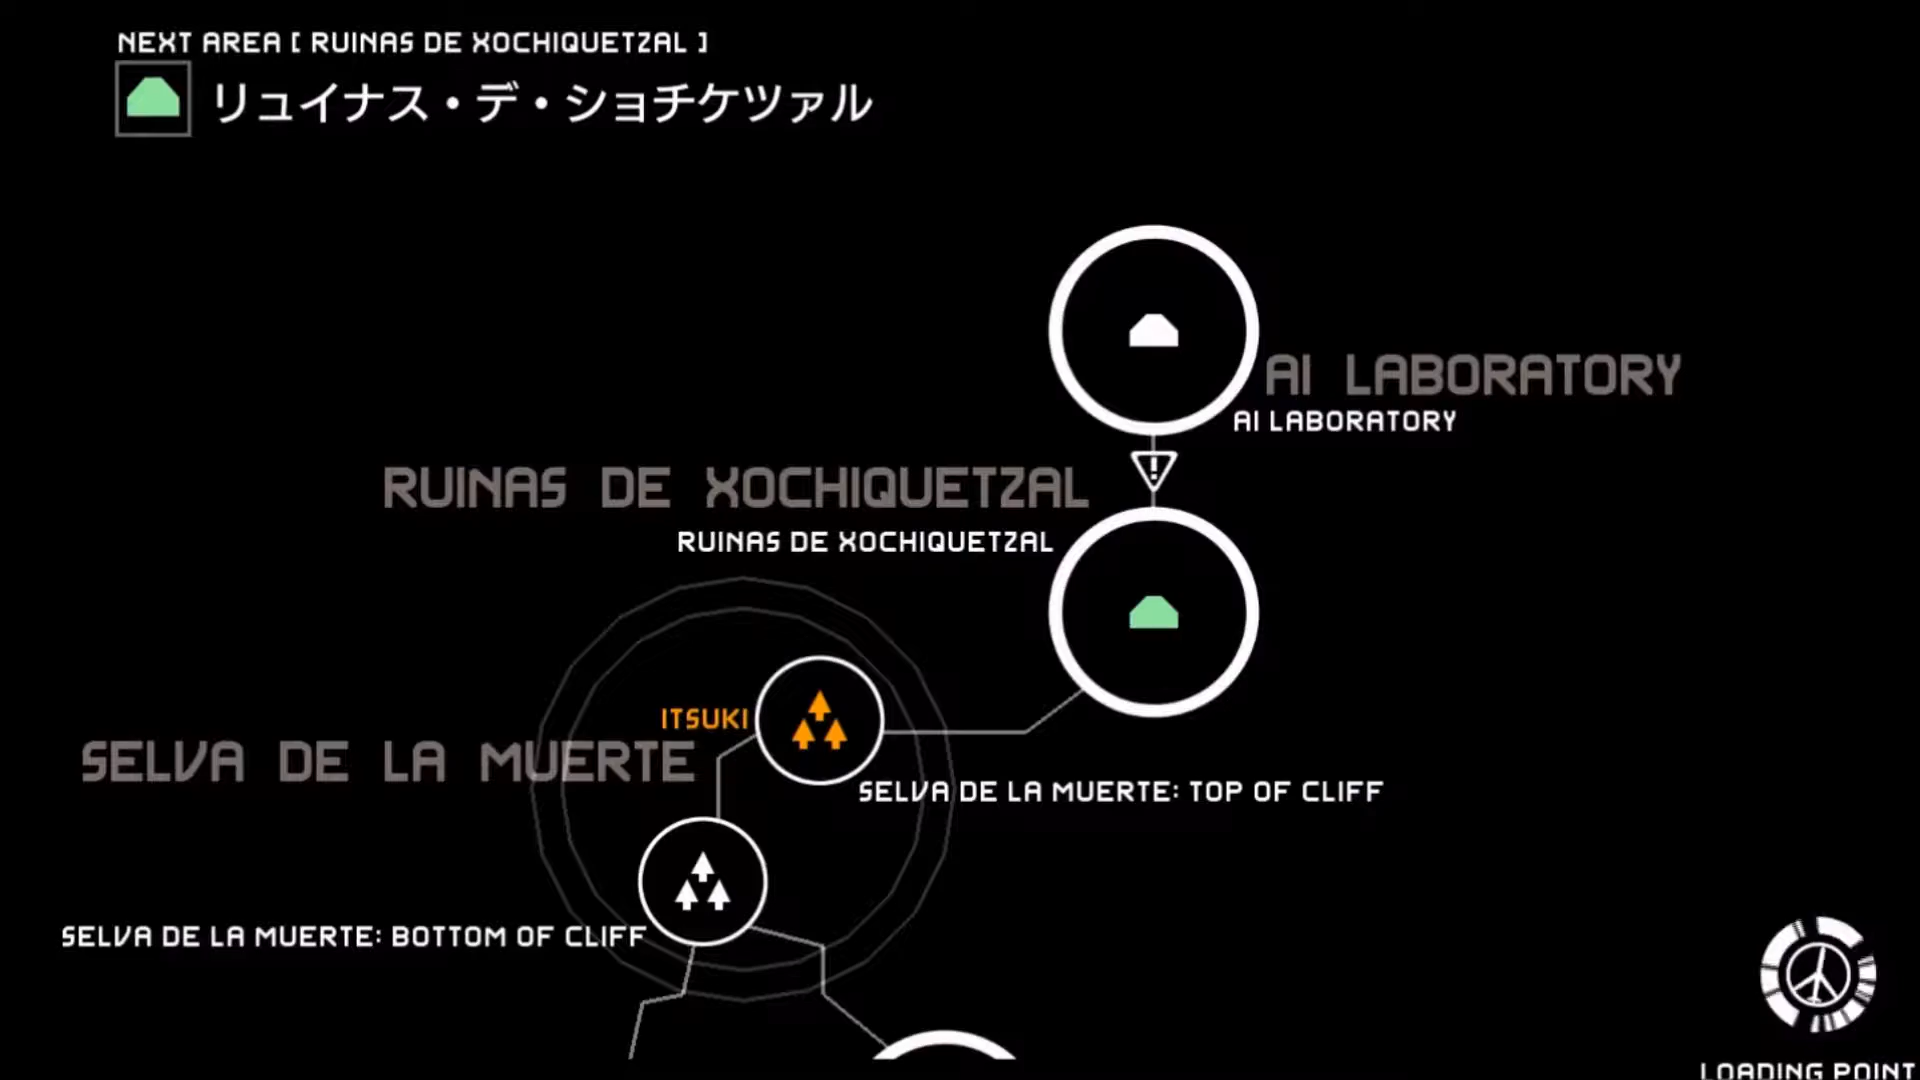 NEXT AREA [ RUINAS DE XOCHIQUETZAL ]
リュイナス・デ・ショチケツァル
AI LABORATORY
AI LABORATORY
RUINAS DE XOCHIQUETZAL
RUINAS DE XOCHIQUETZAL
ITSUKI
SELVA DE LA MUERTE
SELVA DE LA MUERTE: TOP OF CLIFF
SELVA DE LA MUERTE: BOTTOM OF CLIFF
LOADING POINT